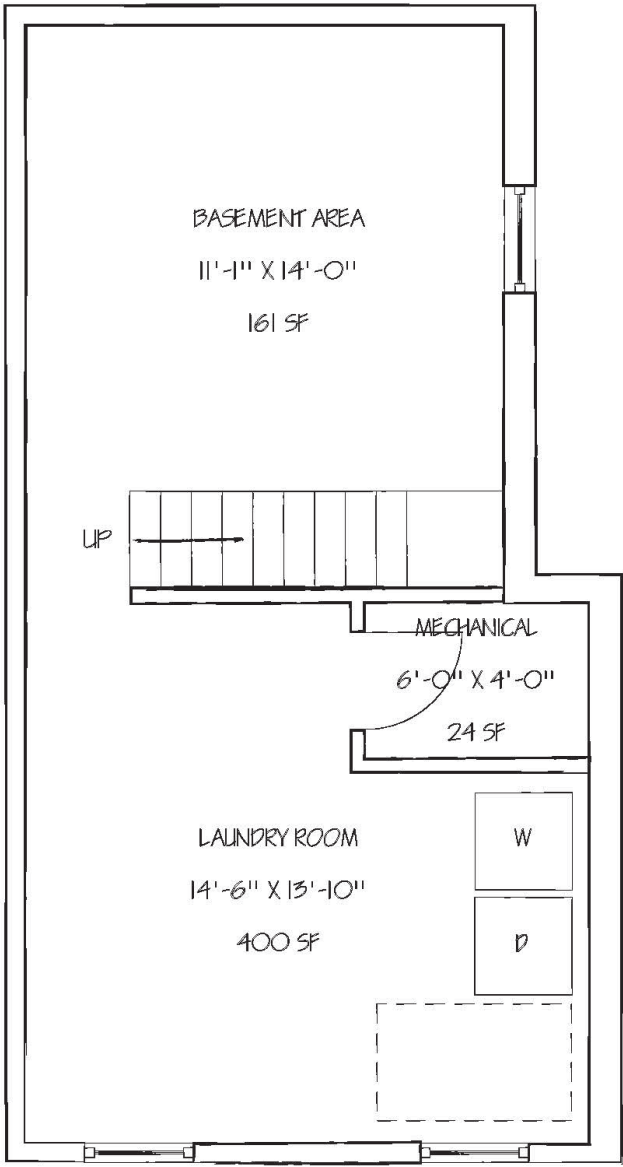 BASEMENT AREA
11'-1" X 14'-0"
161 SF
UP
MECHANICAL
6'-0" X 4'-0"
24 SF
LAUNDRY ROOM
14'-6" X 13'-10"
400 SF
W
D